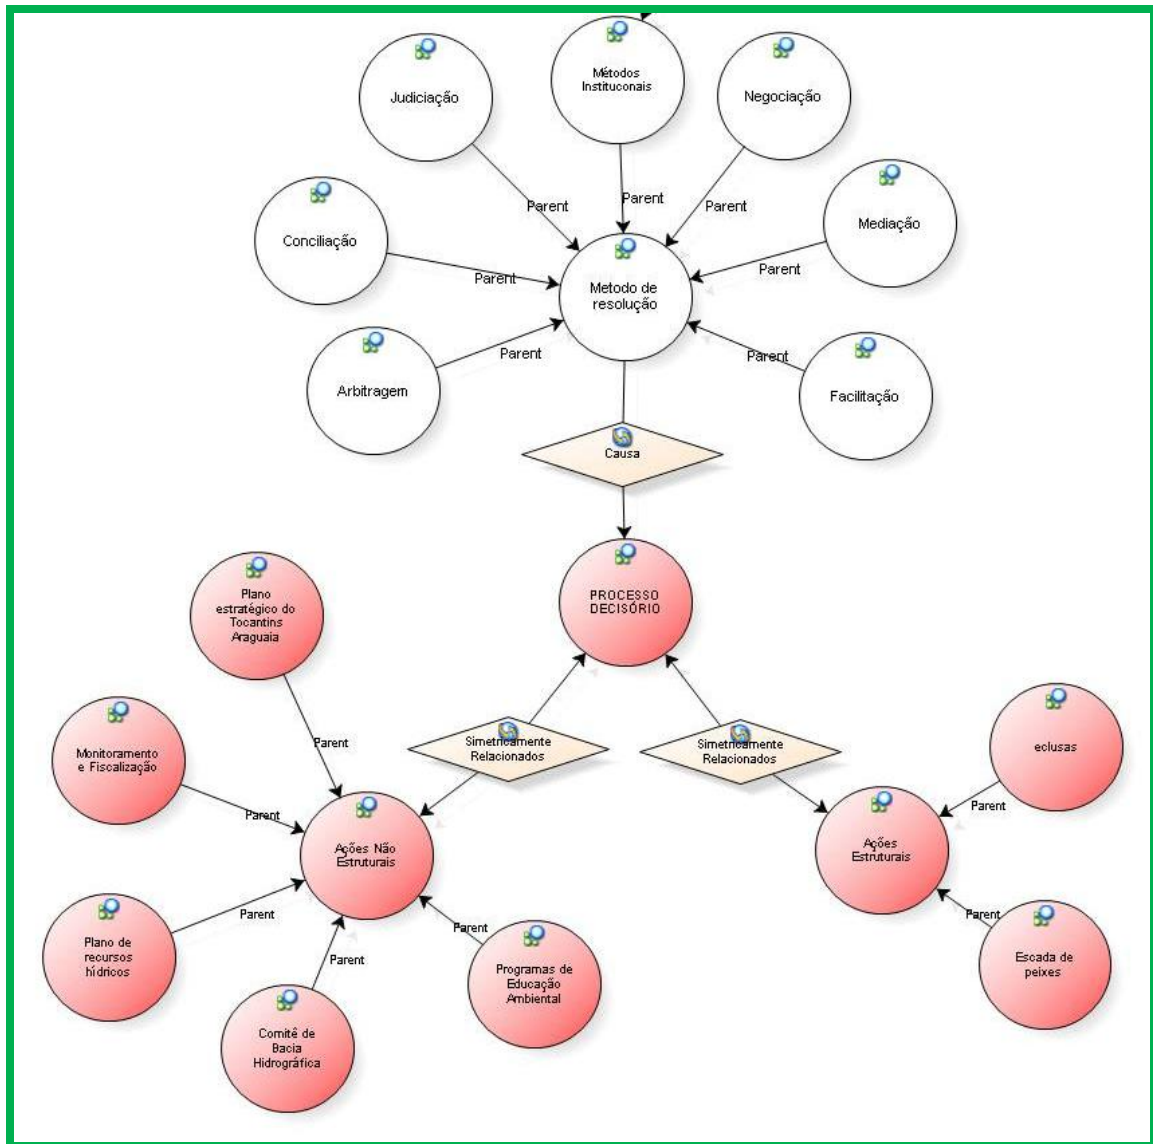 Judiciação
Métodos
Instituconais
Negociação
Parent
Parent
Parent
Conciliação
Mediação
Parent
Parent
Metodo de
resolução
Arbitragem
Parent
Parent
Facilitação
Causa
PROCESSO
DECISÓRIO
Plano
estratégico do
Tocantins
Araguaia
Parent
Monitoramento
e Fiscalização
Parent
Simetricamente
Relacionados
Simetricamente
Relacionados
eclusas
Parent
Ações Não
Estruturais
Ações
Estruturais
Plano de
recursos
hídricos
Parent
Parent
Comitê de
Bacia
Hidrográfica
Parent
Programas de
Educação
Ambiental
Parent
Escada de
peixes